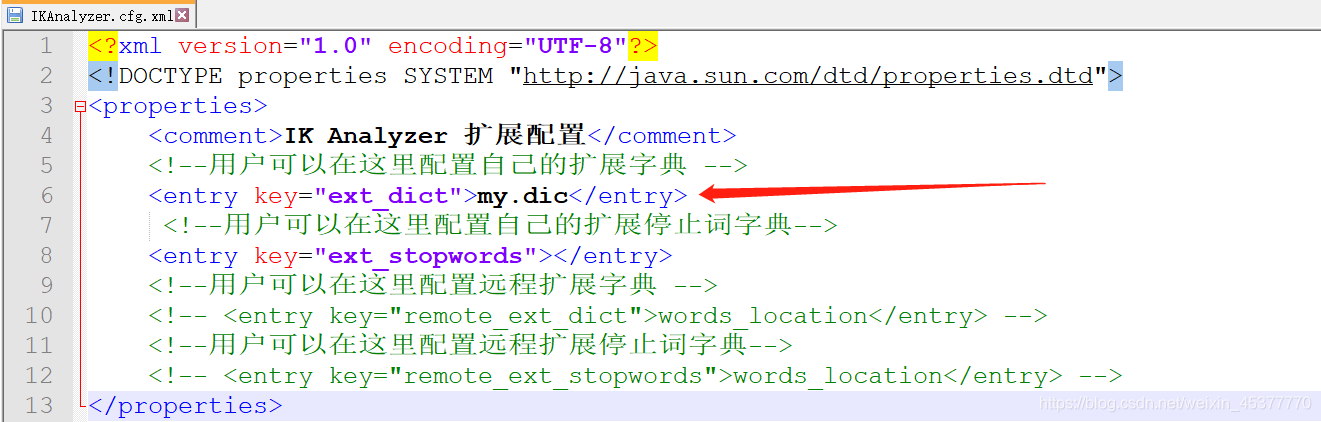 IKAnalyzer.cfg.xml
1 <?xml version="1.0" encoding="UTF-8"?>
2 <!DOCTYPE properties SYSTEM "http://java.sun.com/dtd/properties.dtd">
3 <properties>
4 <comment>IK Analyzer 扩展配置</comment>
5 <!--用户可以在这里配置自己的扩展字典 -->
6 <entry key="ext_dict">my.dic</entry>
7 <!--用户可以在这里配置自己的扩展停止词字典-->
8 <entry key="ext_stopwords"></entry>
9 <!--用户可以在这里配置远程扩展字典 -->
10 <!-- <entry key="remote_ext_dict">words_location</entry> -->
11 <!--用户可以在这里配置远程扩展停止词字典-->
12 <!-- <entry key="remote_ext_stopwords">words_location</entry> -->
13 </properties>
https://blog.csdn.net/weixin_45377770